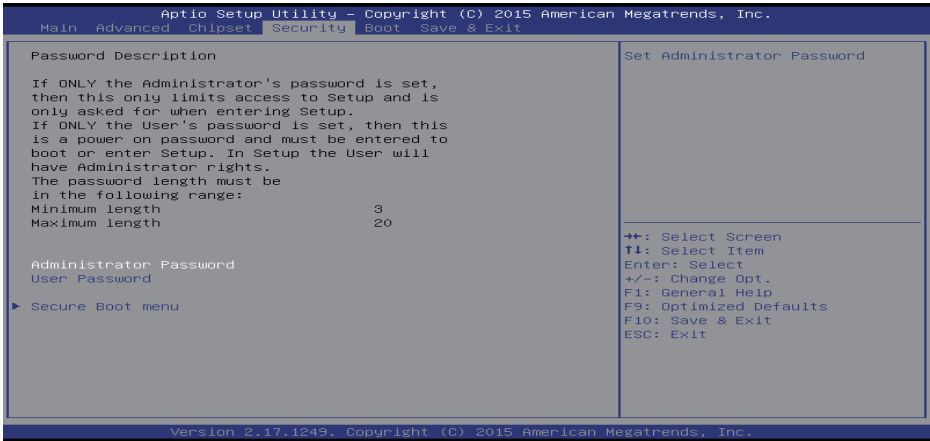 Aptio Setup Utility – Copyright (C) 2015 American Megatrends, Inc.
Main Advanced Chipset Security Boot Save & Exit
Password Description
If ONLY the Administrator's password is set,
then this only limits access to Setup and is
only asked for when entering Setup.
If ONLY the User's password is set, then this
is a power on password and must be entered to
boot or enter Setup. In Setup the User will
have Administrator rights.
The password length must be
in the following range:
Minimum length 3
Maximum length 20
Administrator Password
User Password
▶ Secure Boot menu
Set Administrator Password
→←: Select Screen
↑↓: Select Item
Enter: Select
+/-: Change Opt.
F1: General Help
F9: Optimized Defaults
F10: Save & Exit
ESC: Exit
Version 2.17.1249. Copyright (C) 2015 American Megatrends, Inc.